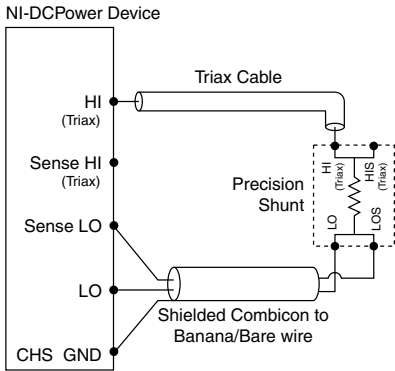 NI-DCPower Device
HI
(Triax)
Sense HI
(Triax)
Sense LO
LO
CHS GND
Triax Cable
Precision
Shunt
HI
(Triax)
HIS
(Triax)
LO
LOS
Shielded Combicon to
Banana/Bare wire